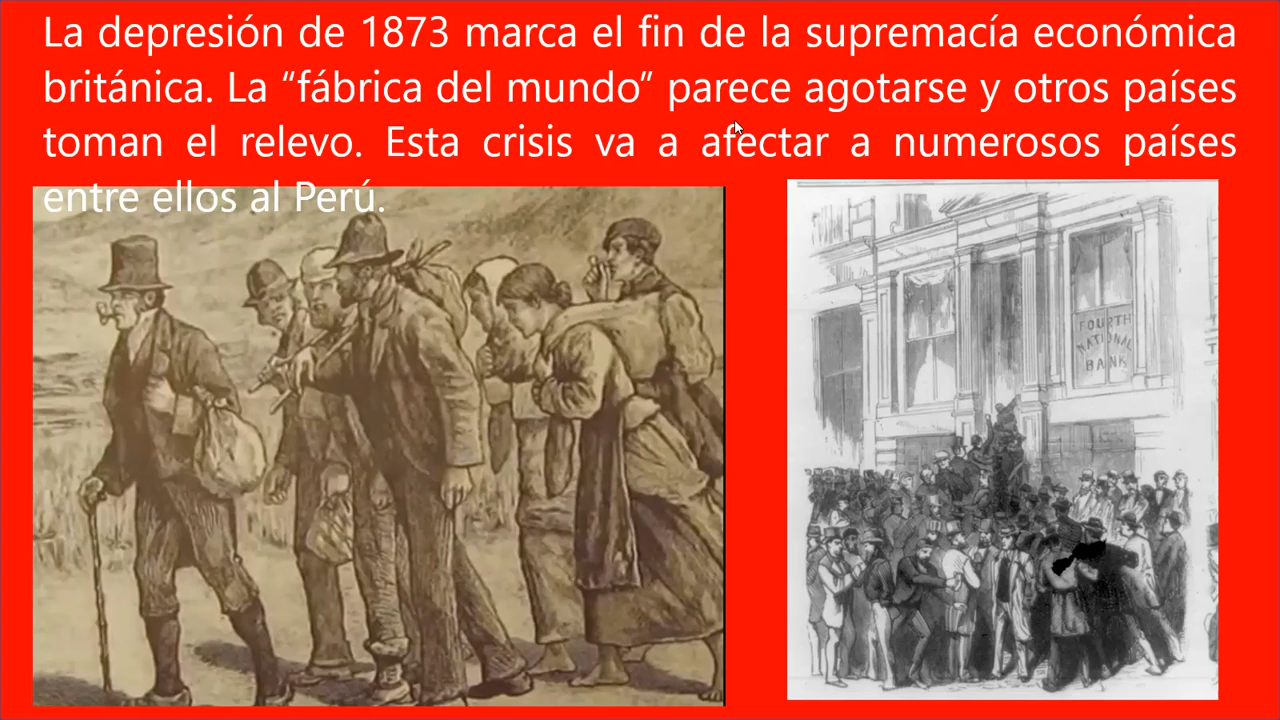 La depresión de 1873 marca el fin de la supremacía económica
británica. La “fábrica del mundo” parece agotarse y otros países
toman el relevo. Esta crisis va a afectar a numerosos países
entre ellos al Perú.
FOURTH
NATIONAL
BANK